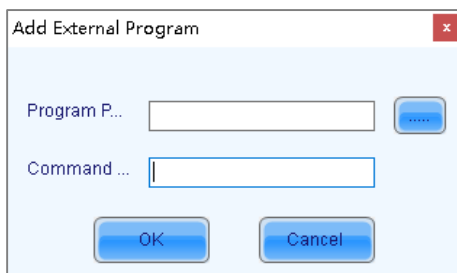 Add External Program
x
Program P...
.....
Command ...
OK
Cancel